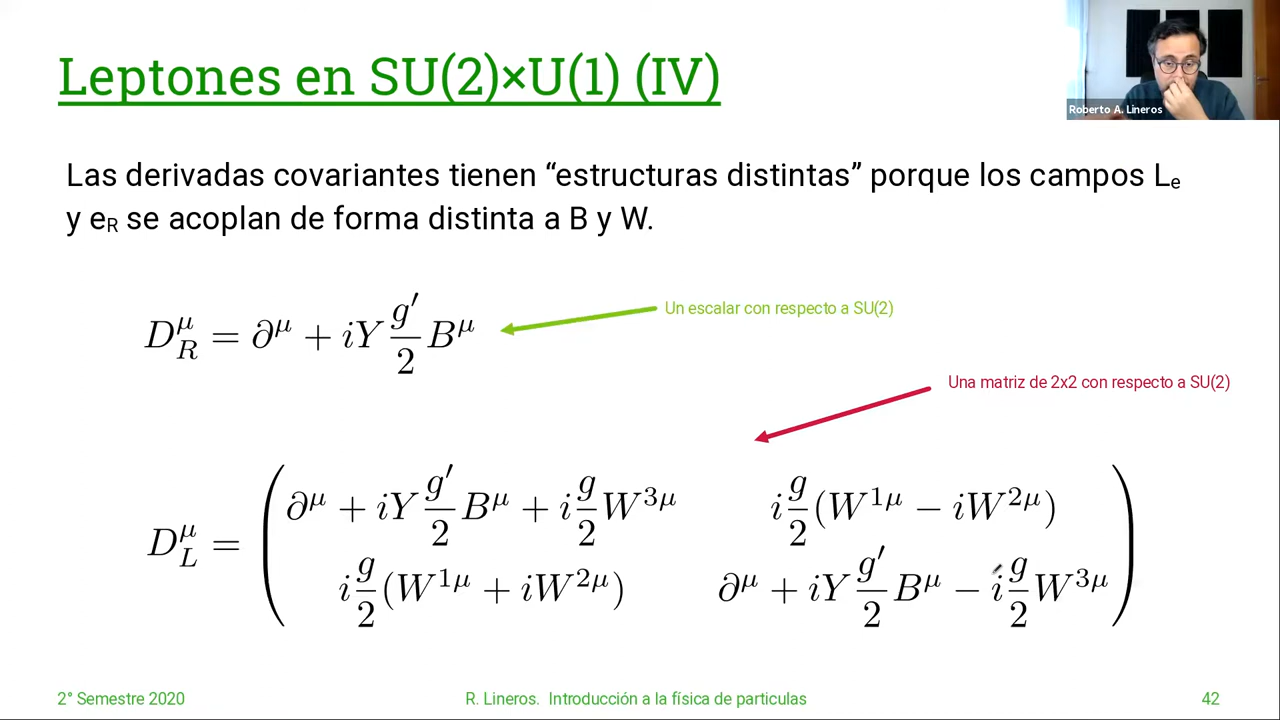 Leptones en SU(2)×U(1) (IV)
Roberto A. Lineros
Las derivadas covariantes tienen “estructuras distintas” porque los campos Lₑ
y e_R se acoplan de forma distinta a B y W.
Un escalar con respecto a SU(2)
D_R^μ = ∂^μ + iY g′/2 B^μ
Una matriz de 2x2 con respecto a SU(2)
D_L^μ = ( ∂^μ + iY g′/2 B^μ + i g/2 W^{3μ} i g/2 (W^{1μ} − iW^{2μ})
i g/2 (W^{1μ} + iW^{2μ}) ∂^μ + iY g′/2 B^μ − i g/2 W^{3μ} )
2° Semestre 2020 R. Lineros. Introducción a la física de particulas 42